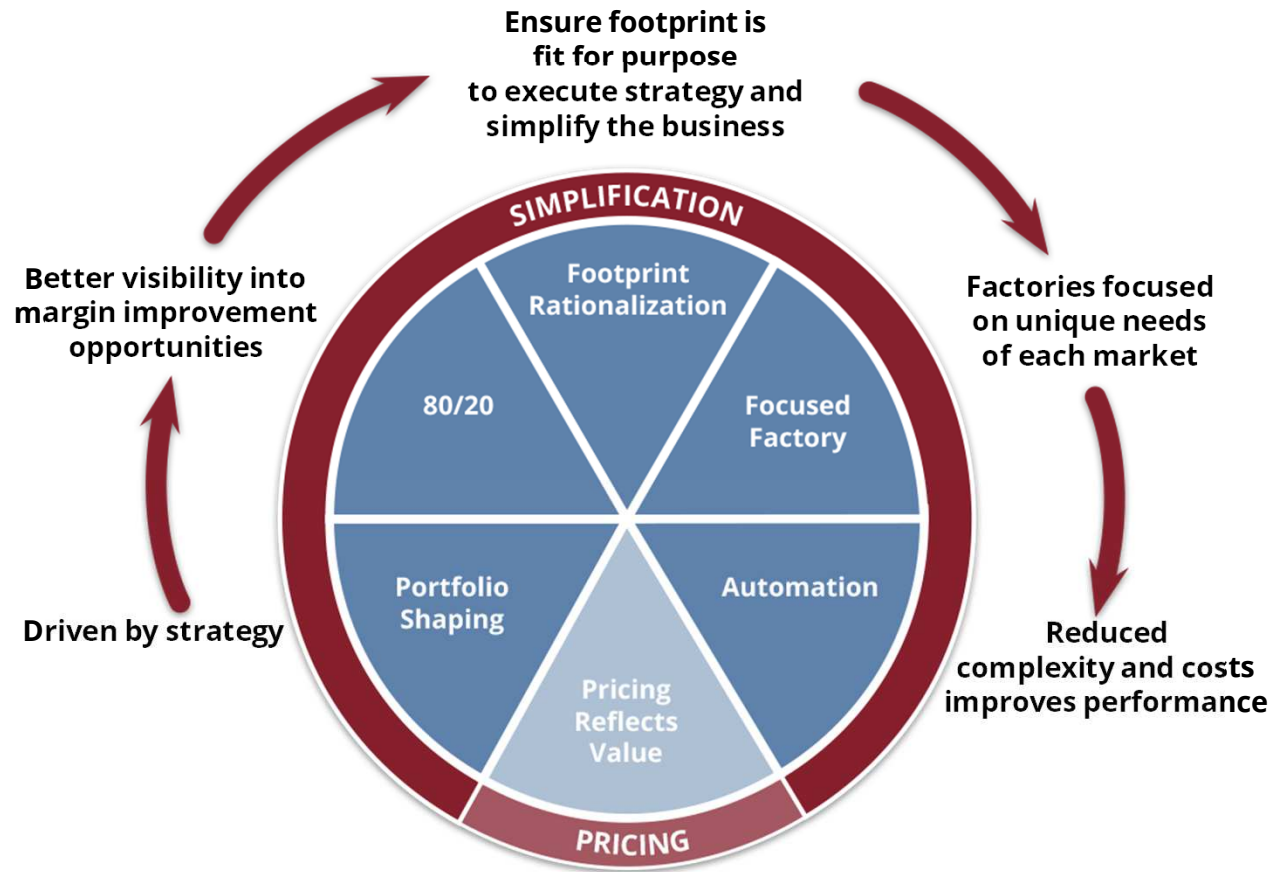 Ensure footprint is
fit for purpose
to execute strategy and
simplify the business
SIMPLIFICATION
Footprint
Rationalization
Better visibility into
margin improvement
opportunities
Factories focused
on unique needs
of each market
80/20
Focused
Factory
Portfolio
Shaping
Automation
Driven by strategy
Reduced
complexity and costs
improves performance
Pricing
Reflects
Value
PRICING